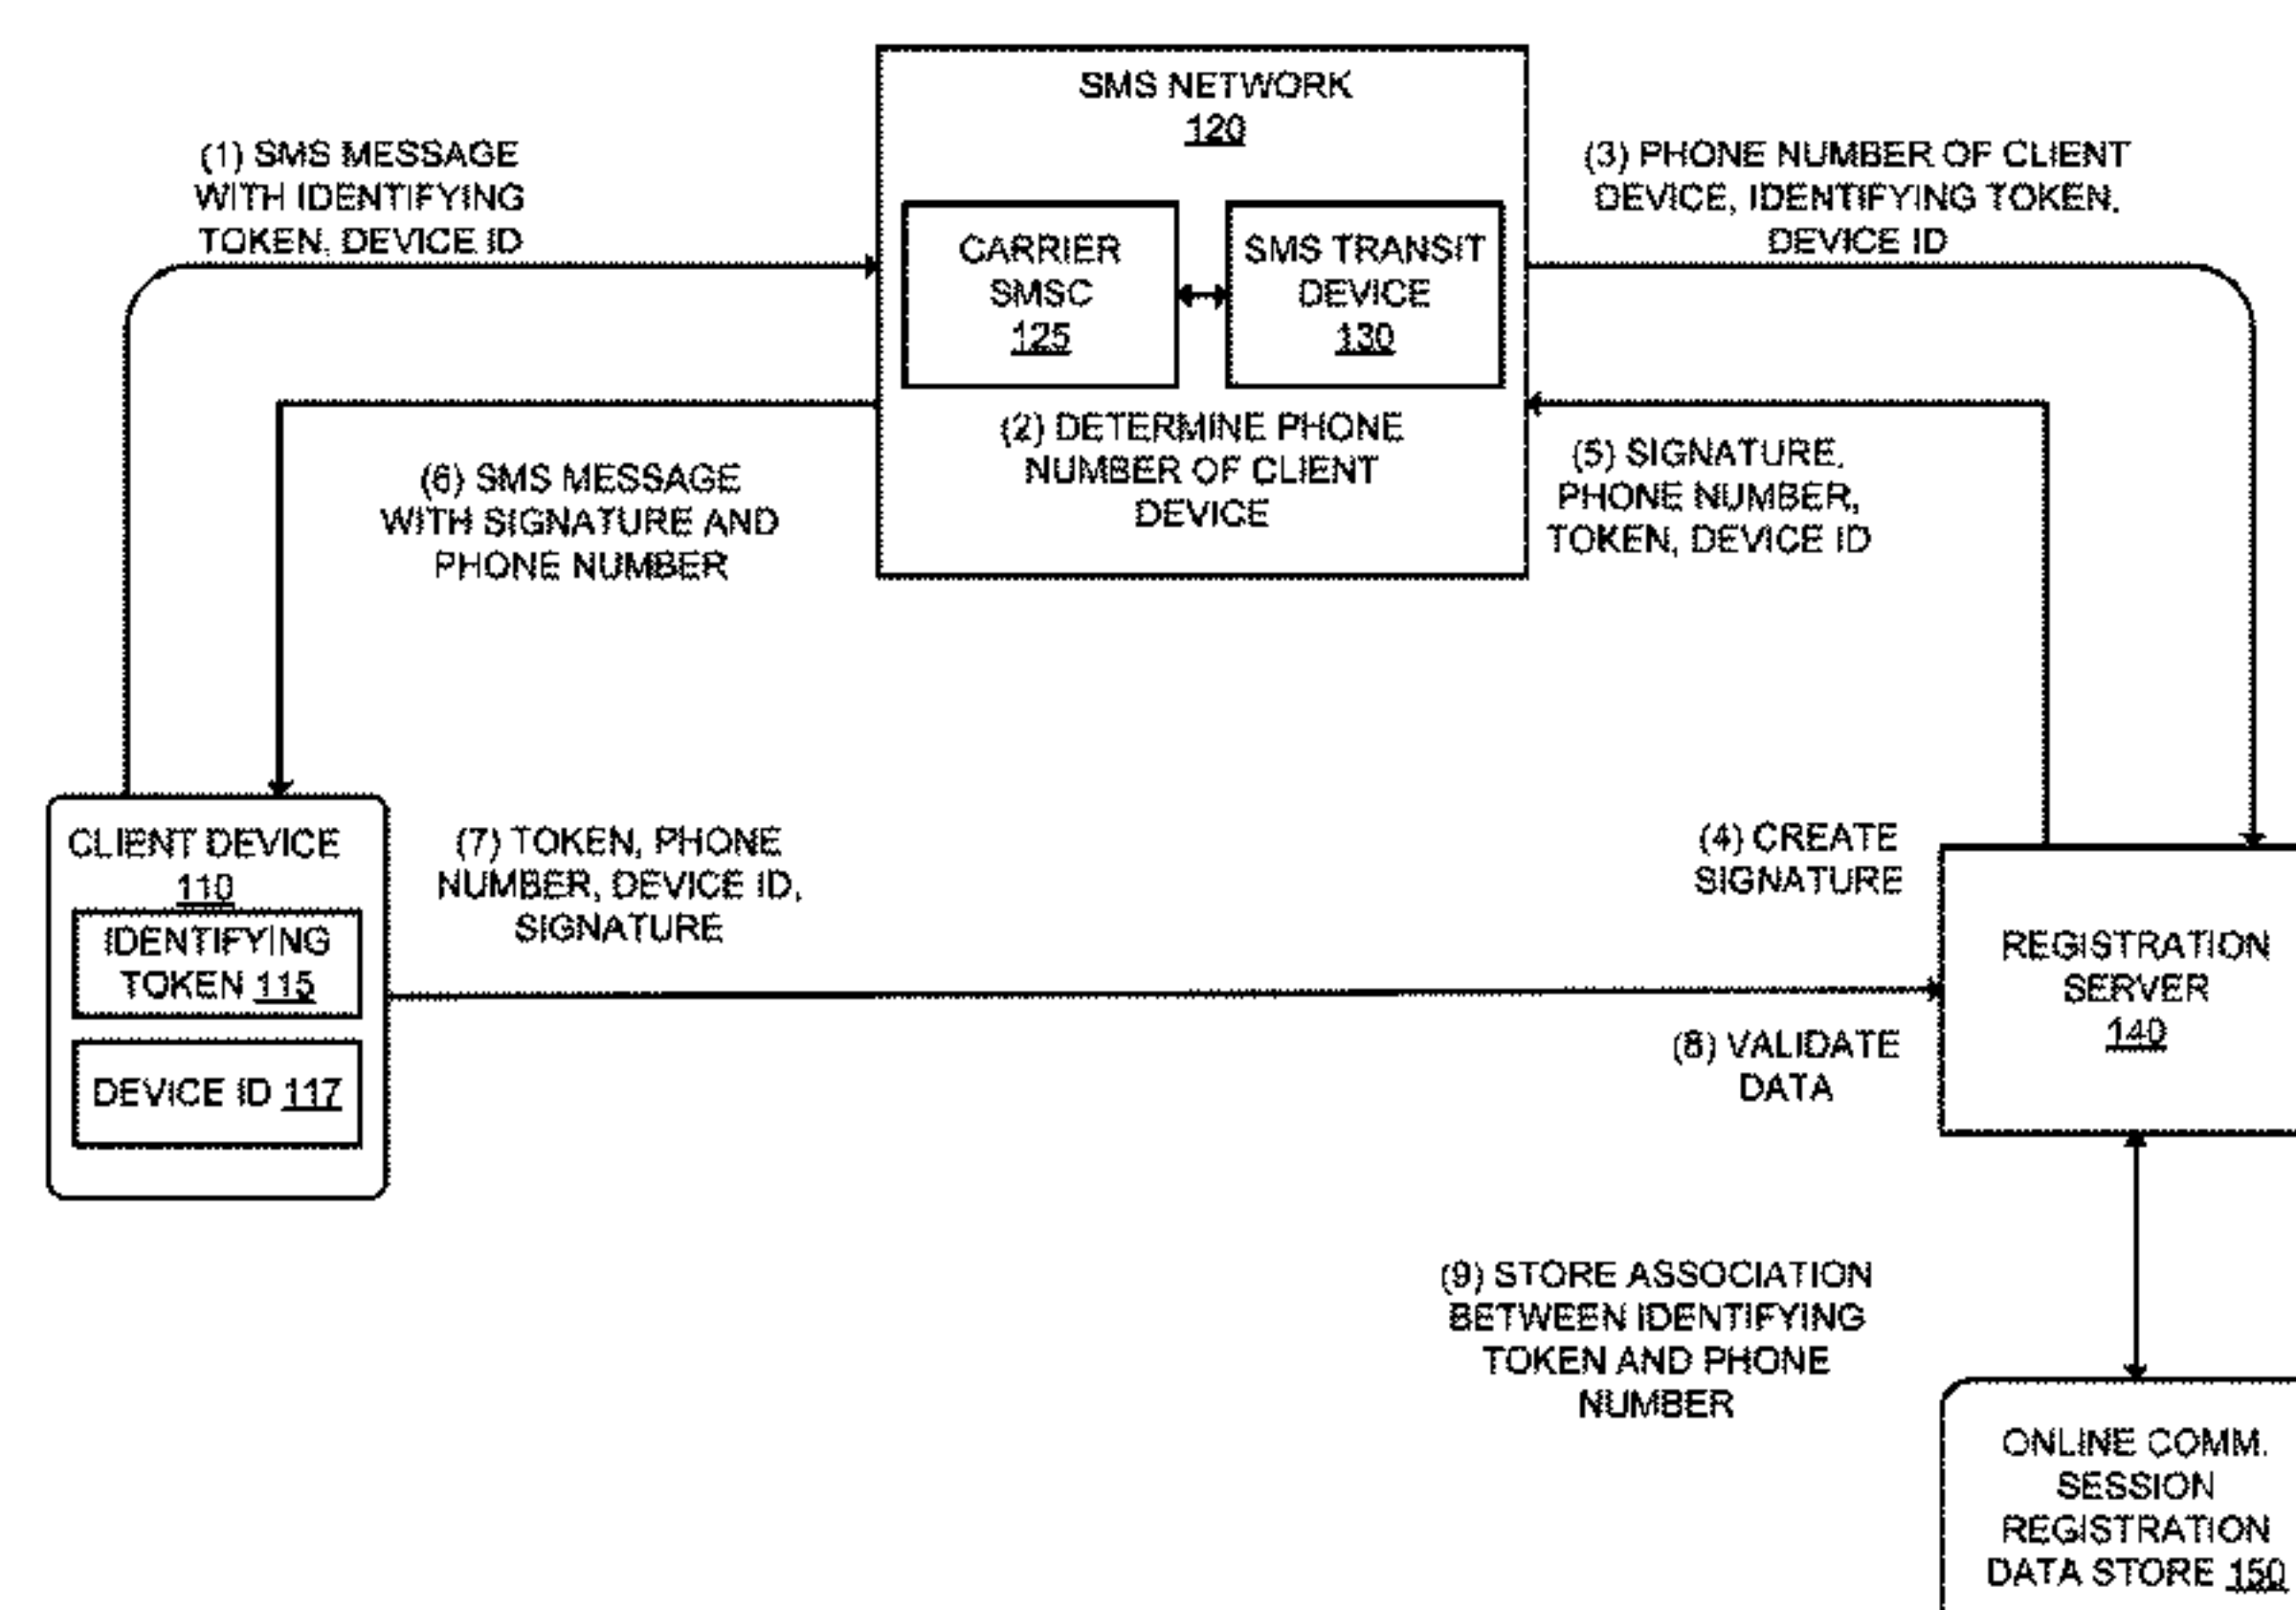 SMS NETWORK
120
(1) SMS MESSAGE
WITH IDENTIFYING
TOKEN, DEVICE ID
(3) PHONE NUMBER OF CLIENT
DEVICE, IDENTIFYING TOKEN,
DEVICE ID
CARRIER
SMSC
125
SMS TRANSIT
DEVICE
130
(2) DETERMINE PHONE
NUMBER OF CLIENT
DEVICE
(6) SMS MESSAGE
WITH SIGNATURE AND
PHONE NUMBER
(5) SIGNATURE,
PHONE NUMBER,
TOKEN, DEVICE ID
CLIENT DEVICE
110
IDENTIFYING
TOKEN 115
DEVICE ID 117
(7) TOKEN, PHONE
NUMBER, DEVICE ID,
SIGNATURE
(4) CREATE
SIGNATURE
REGISTRATION
SERVER
140
(8) VALIDATE
DATA
(9) STORE ASSOCIATION
BETWEEN IDENTIFYING
TOKEN AND PHONE
NUMBER
ONLINE COMM.
SESSION
REGISTRATION
DATA STORE 150